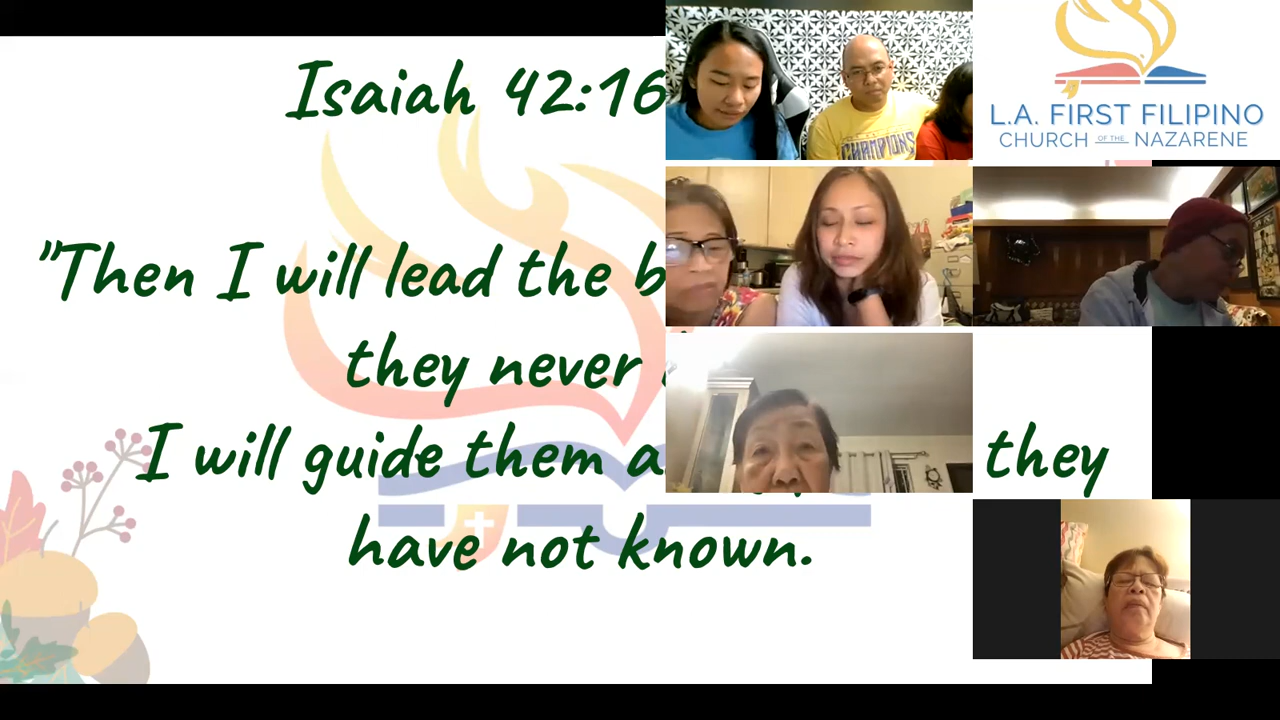 Isaiah 42:16
"Then I will lead the
they never
I will guide them
they
have not known.
CHAMPIONS
L.A. FIRST FILIPINO
CHURCH OF THE NAZARENE